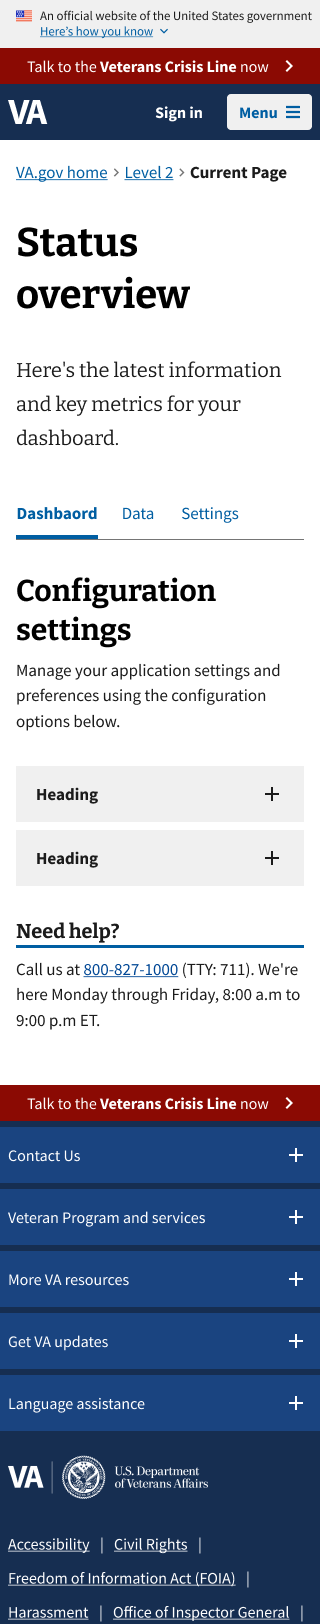 An official website of the United States government
Here's how you know
Talk to the Veterans Crisis Line now
VA
Sign in
Menu
VA.gov home > Level 2 > Current Page
Status
overview
Here's the latest information
and key metrics for your
dashboard.
Dashbaord Data Settings
Configuration
settings
Manage your application settings and
preferences using the configuration
options below.
Heading
Heading
Need help?
Call us at 800-827-1000 (TTY: 711). We're
here Monday through Friday, 8:00 a.m to
9:00 p.m ET.
Talk to the Veterans Crisis Line now
Contact Us
Veteran Program and services
More VA resources
Get VA updates
Language assistance
VA
U.S. Department
of Veterans Affairs
Accessibility | Civil Rights |
Freedom of Information Act (FOIA) |
Harassment | Office of Inspector General |